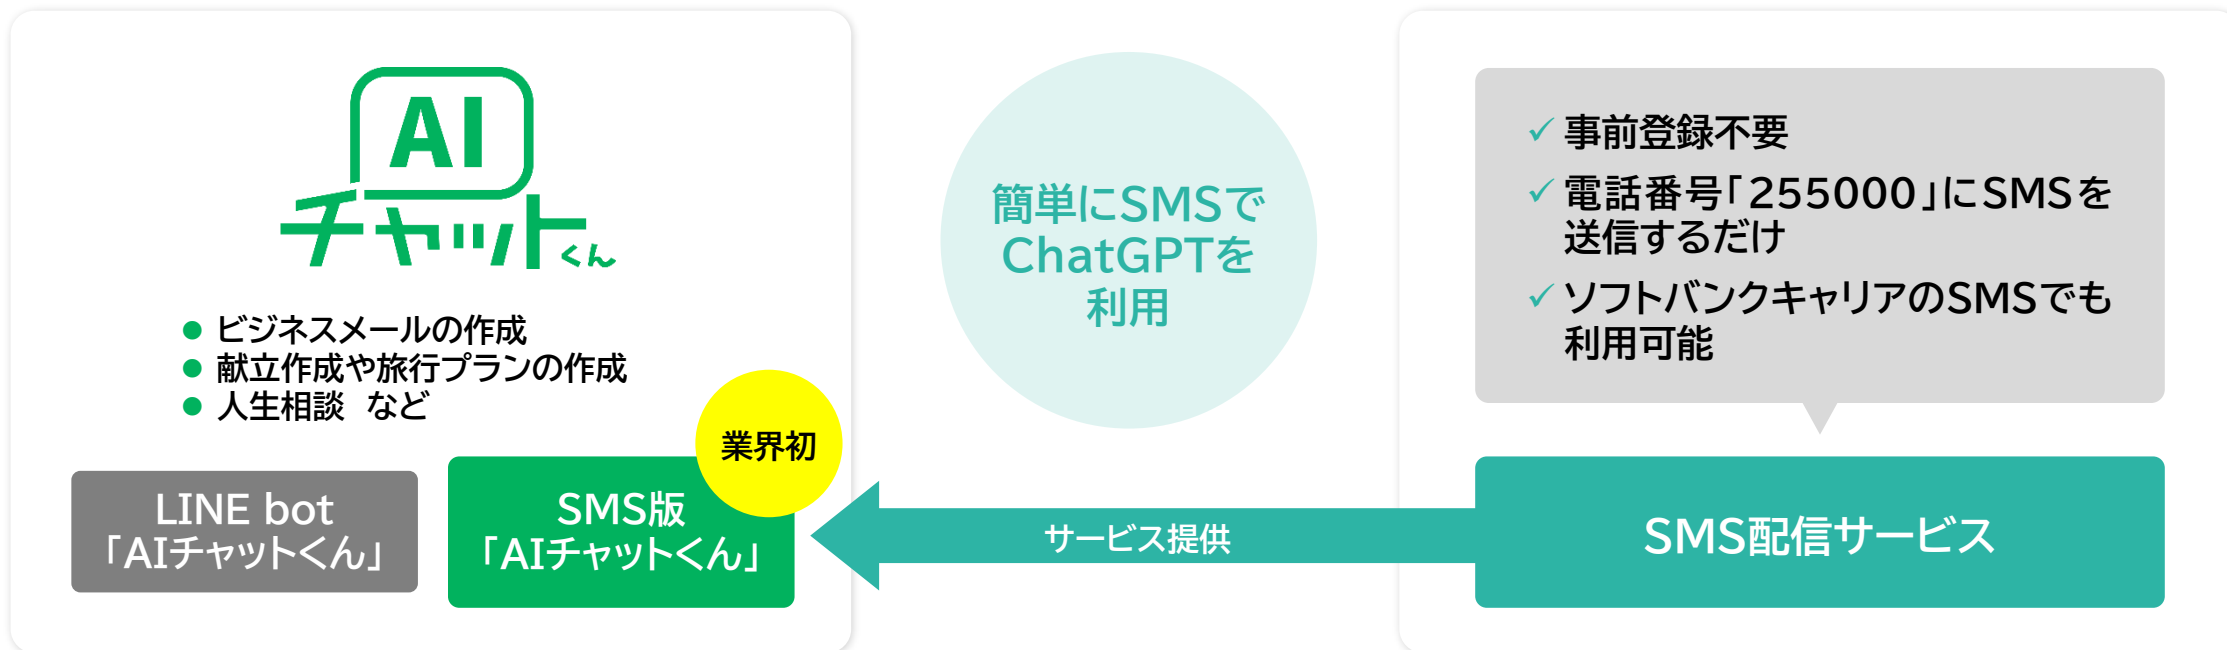 AI
チャットくん
● ビジネスメールの作成
● 献立作成や旅行プランの作成
● 人生相談 など
業界初
LINE bot
「AIチャットくん」
SMS版
「AIチャットくん」
簡単にSMSで
ChatGPTを
利用
サービス提供
✓ 事前登録不要
✓ 電話番号「255000」にSMSを
送信するだけ
✓ ソフトバンクキャリアのSMSでも
利用可能
SMS配信サービス